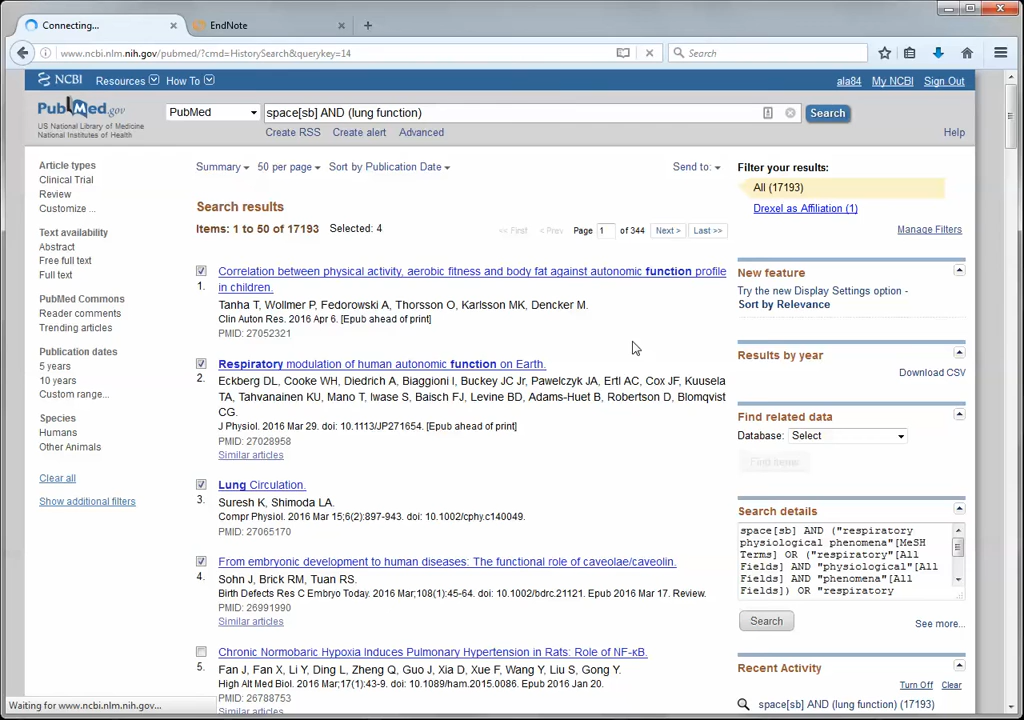 Connecting...
EndNote
www.ncbi.nlm.nih.gov/pubmed/?cmd=HistorySearch&querykey=14
Search
NCBI Resources How To
ala84 My NCBI Sign Out
PubMed.gov
US National Library of Medicine
National Institutes of Health
PubMed
space[sb] AND (lung function)
Search
Create RSS Create alert Advanced
Help
Article types
Clinical Trial
Review
Customize ...
Text availability
Abstract
Free full text
Full text
PubMed Commons
Reader comments
Trending articles
Publication dates
5 years
10 years
Custom range...
Species
Humans
Other Animals
Clear all
Show additional filters
Summary 50 per page Sort by Publication Date
Send to:
Search results
Items: 1 to 50 of 17193 Selected: 4
<< First < Prev Page 1 of 344 Next > Last >>
Correlation between physical activity, aerobic fitness and body fat against autonomic function profile
1. in children.
Tanha T, Wollmer P, Fedorowski A, Thorsson O, Karlsson MK, Dencker M.
Clin Auton Res. 2016 Apr 6. [Epub ahead of print]
PMID: 27052321
Respiratory modulation of human autonomic function on Earth.
2. Eckberg DL, Cooke WH, Diedrich A, Biaggioni I, Buckey JC Jr, Pawelczyk JA, Ertl AC, Cox JF, Kuusela
TA, Tahvanainen KU, Mano T, Iwase S, Baisch FJ, Levine BD, Adams-Huet B, Robertson D, Blomqvist
CG.
J Physiol. 2016 Mar 29. doi: 10.1113/JP271654. [Epub ahead of print]
PMID: 27028958
Similar articles
Lung Circulation.
3. Suresh K, Shimoda LA.
Compr Physiol. 2016 Mar 15;6(2):897-943. doi: 10.1002/cphy.c140049.
PMID: 27065170
From embryonic development to human diseases: The functional role of caveolae/caveolin.
4. Sohn J, Brick RM, Tuan RS.
Birth Defects Res C Embryo Today. 2016 Mar;108(1):45-64. doi: 10.1002/bdrc.21121. Epub 2016 Mar 17. Review.
PMID: 26991990
Similar articles
Chronic Normobaric Hypoxia Induces Pulmonary Hypertension in Rats: Role of NF-κB.
5. Fan J, Fan X, Li Y, Ding L, Zheng Q, Guo J, Xia D, Xue F, Wang Y, Liu S, Gong Y.
High Alt Med Biol. 2016 Mar;17(1):43-9. doi: 10.1089/ham.2015.0086. Epub 2016 Jan 20.
PMID: 26788753
Similar articles
Filter your results:
All (17193)
Drexel as Affiliation (1)
Manage Filters
New feature
Try the new Display Settings option -
Sort by Relevance
Results by year
Download CSV
Find related data
Database: Select
Find items
Search details
space[sb] AND ("respiratory
physiological phenomena"[MeSH
Terms] OR ("respiratory"[All
Fields] AND "physiological"[All
Fields] AND "phenomena"[All
Fields]) OR "respiratory
Search
See more...
Recent Activity
Turn Off Clear
space[sb] AND (lung function) (17193)
Waiting for www.ncbi.nlm.nih.gov...